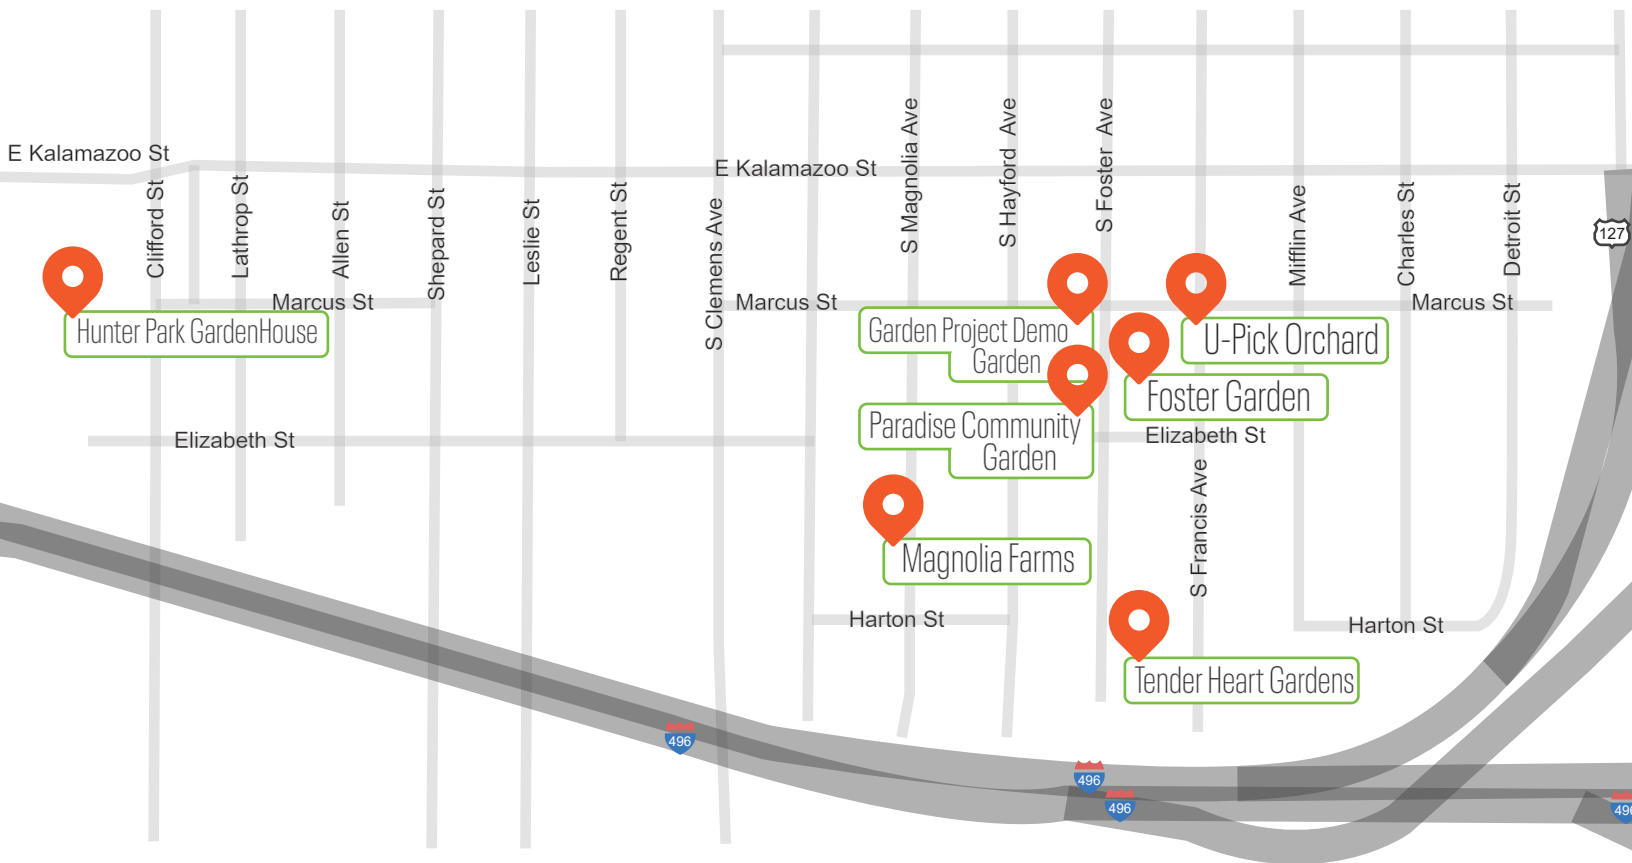 S Magnolia Ave
S Hayford Ave
S Foster Ave
E Kalamazoo St
E Kalamazoo St
Clifford St
Lathrop St
Allen St
Shepard St
Leslie St
Regent St
S Clemens Ave
Mifflin Ave
Charles St
Detroit St
127
Marcus St
Marcus St
Marcus St
Hunter Park GardenHouse
Garden Project Demo
Garden
U-Pick Orchard
Foster Garden
Paradise Community
Garden
Elizabeth St
Elizabeth St
S Francis Ave
Magnolia Farms
Harton St
Harton St
Tender Heart Gardens
496
496
496
496